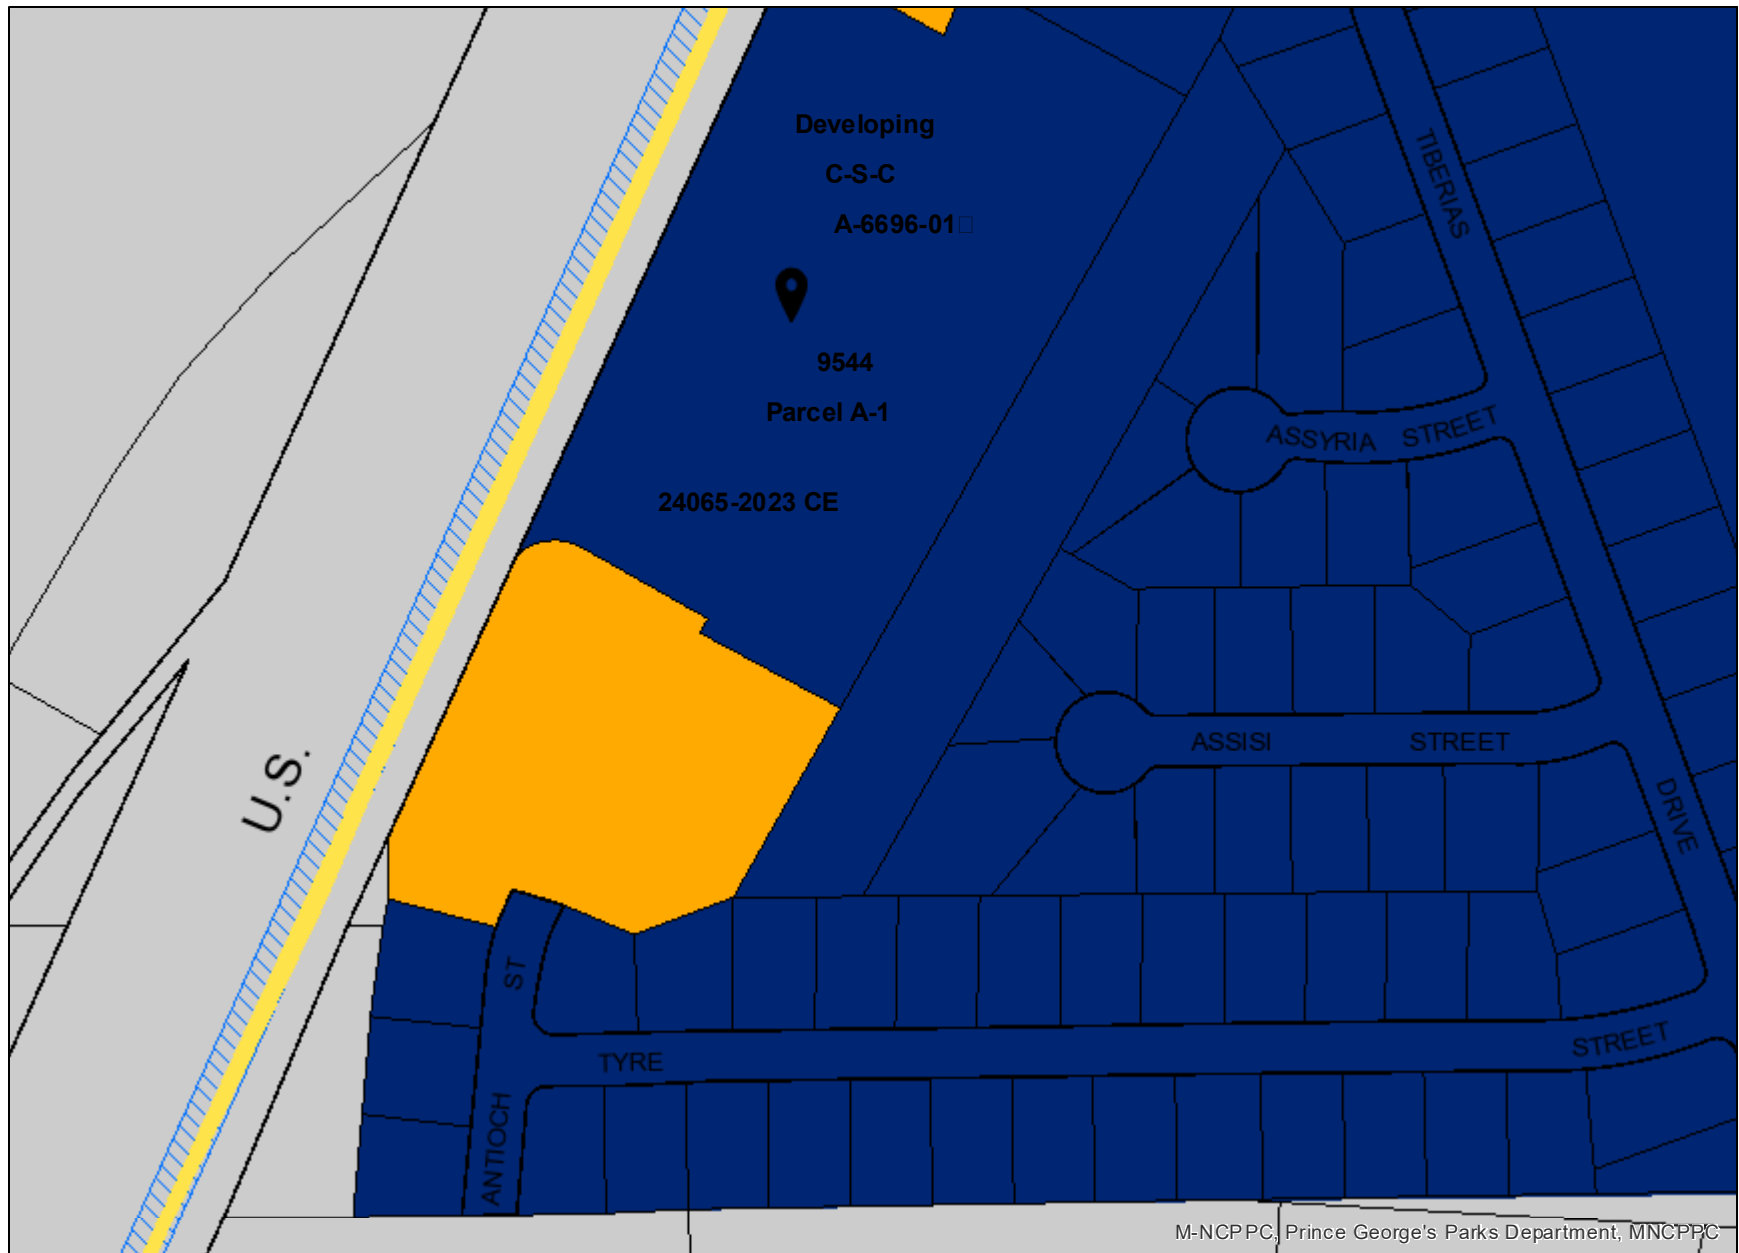 Developing
C-S-C
A-6696-01
TIBERIAS
9544
Parcel A-1
ASSYRIA STREET
24065-2023 CE
U.S.
ASSISI STREET
DRIVE
ST
TYRE STREET
ANTIOCH
M-NCPPC, Prince George's Parks Department, MNCPPC